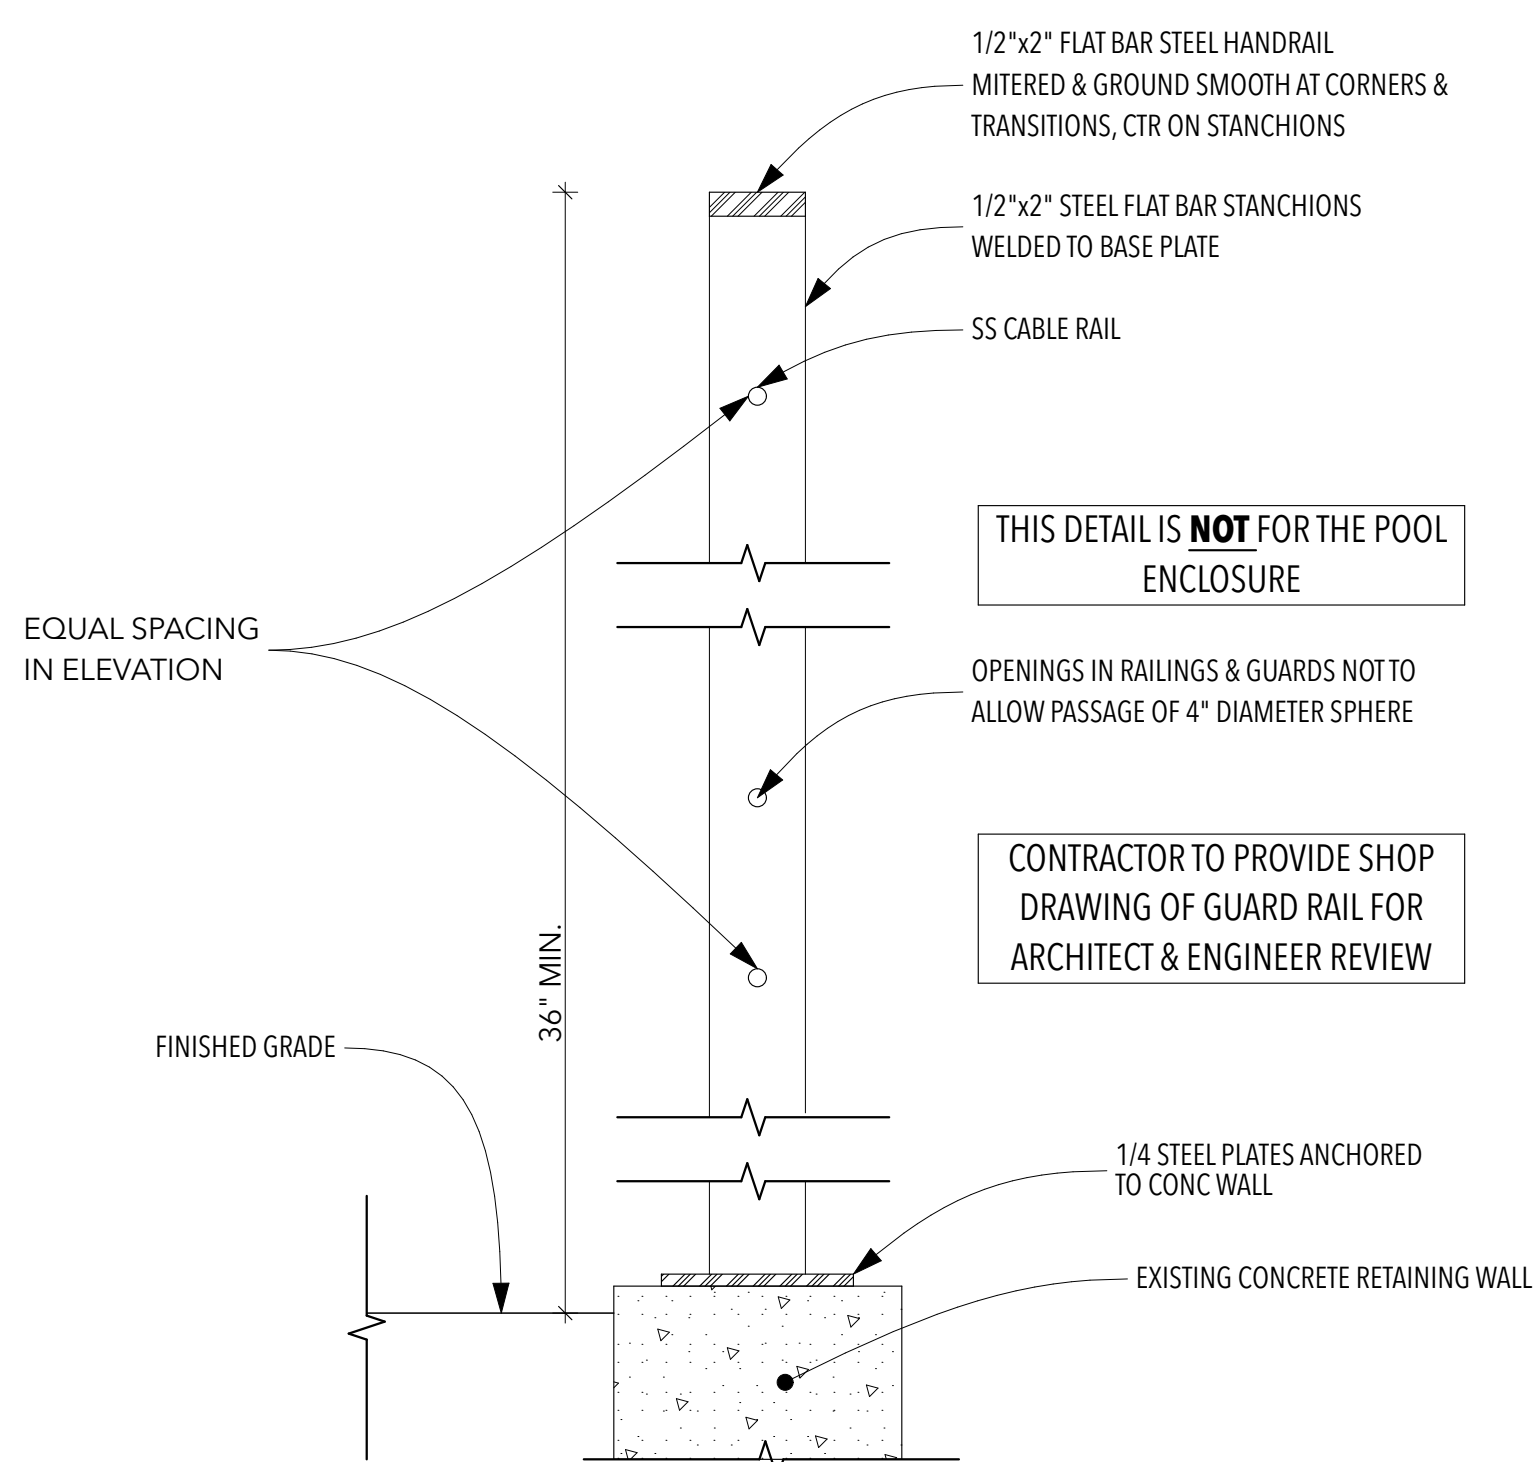 1/2"x2" FLAT BAR STEEL HANDRAIL
MITERED & GROUND SMOOTH AT CORNERS &
TRANSITIONS, CTR ON STANCHIONS
1/2"x2" STEEL FLAT BAR STANCHIONS
WELDED TO BASE PLATE
SS CABLE RAIL
THIS DETAIL IS NOT FOR THE POOL
ENCLOSURE
EQUAL SPACING
IN ELEVATION
OPENINGS IN RAILINGS & GUARDS NOT TO
ALLOW PASSAGE OF 4" DIAMETER SPHERE
CONTRACTOR TO PROVIDE SHOP
DRAWING OF GUARD RAIL FOR
ARCHITECT & ENGINEER REVIEW
36" MIN.
FINISHED GRADE
1/4 STEEL PLATES ANCHORED
TO CONC WALL
EXISTING CONCRETE RETAINING WALL